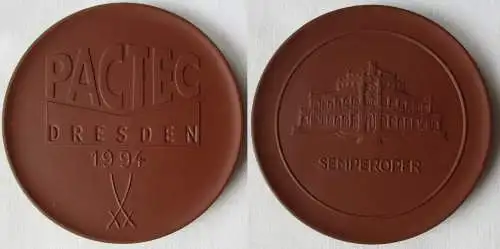 PACTEC
DRESDEN
1994
SEMPEROPER